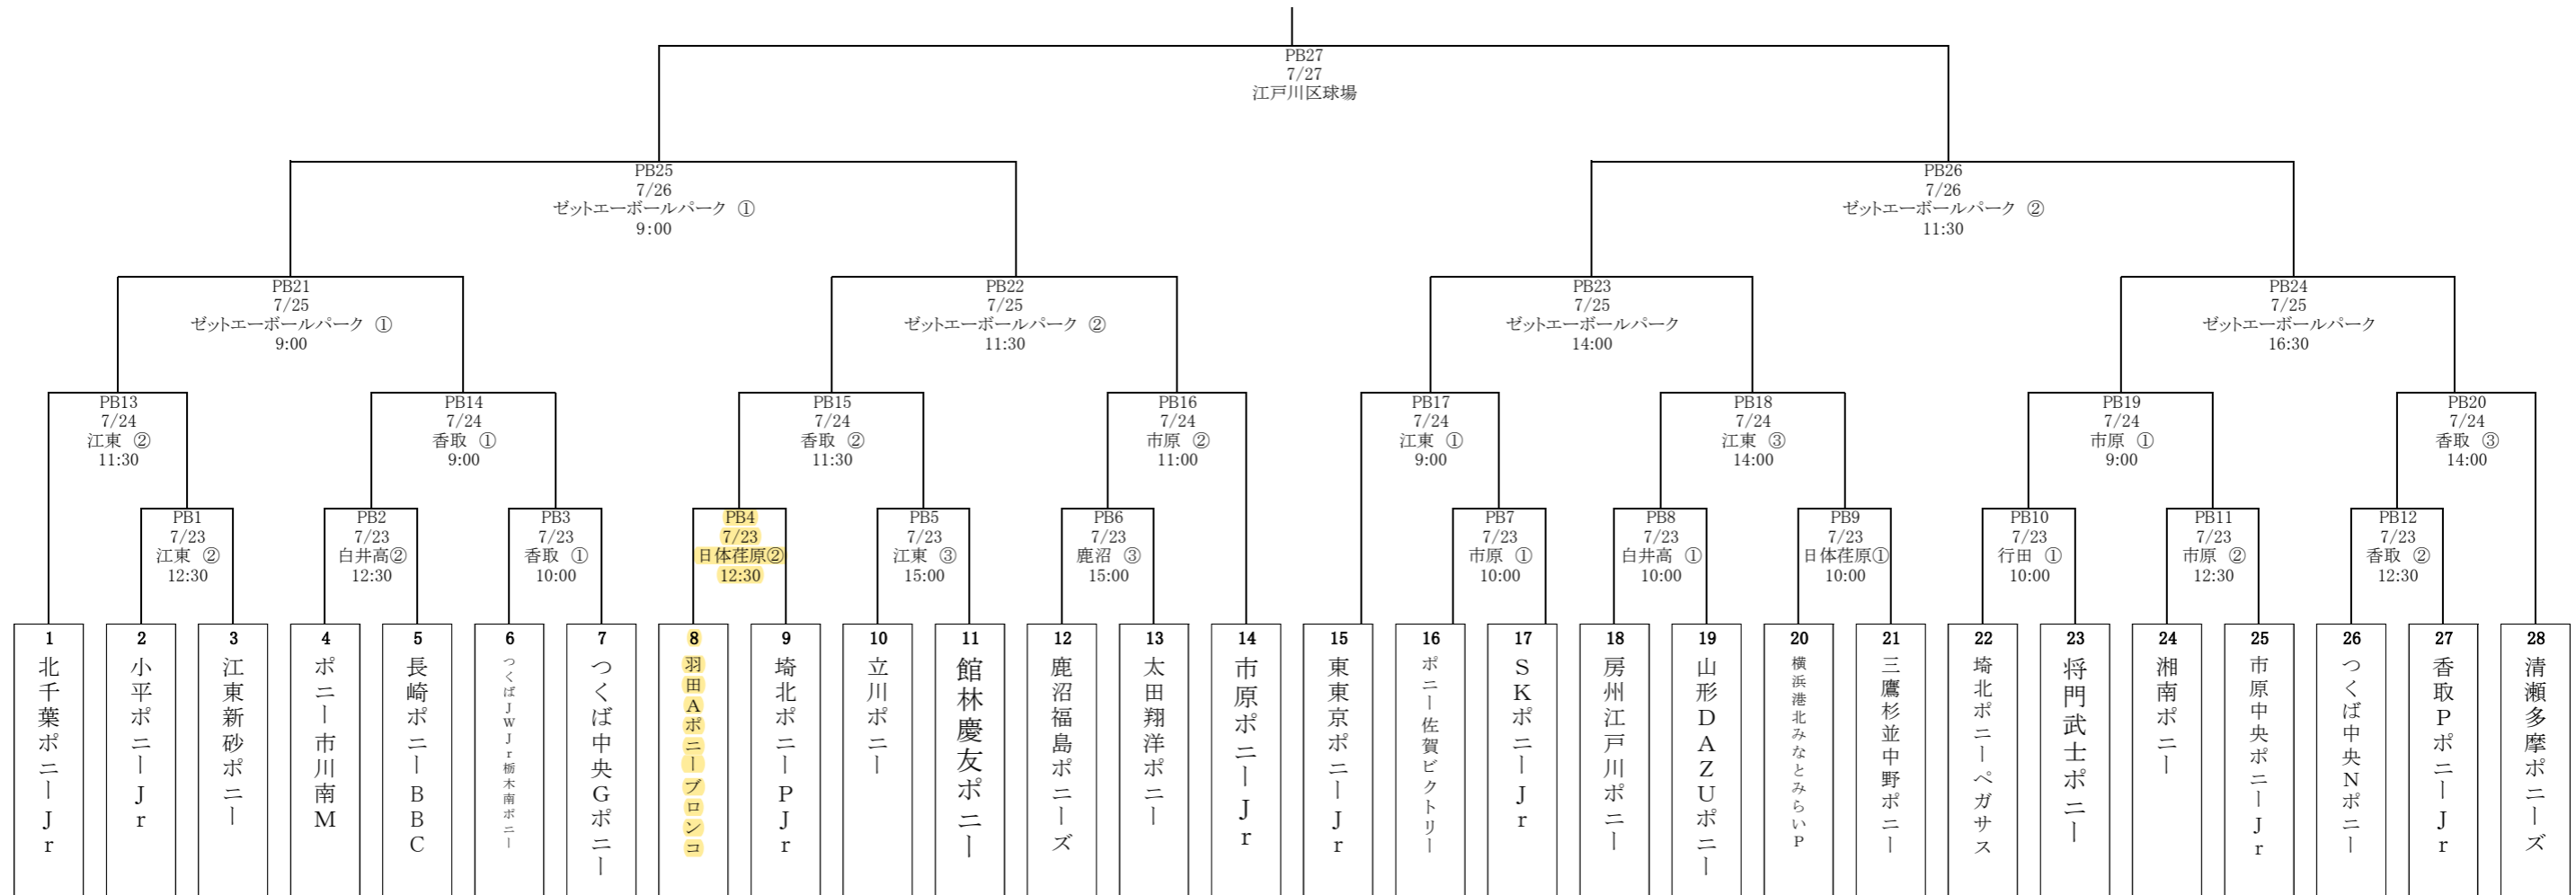 PB27
7/27
江戸川区球場
PB25
7/26
ゼットエーボールパーク ①
9:00
PB26
7/26
ゼットエーボールパーク ②
11:30
PB21
7/25
ゼットエーボールパーク ①
9:00
PB22
7/25
ゼットエーボールパーク ②
11:30
PB23
7/25
ゼットエーボールパーク
14:00
PB24
7/25
ゼットエーボールパーク
16:30
PB13
7/24
江東 ②
11:30
PB14
7/24
香取 ①
9:00
PB15
7/24
香取 ②
11:30
PB16
7/24
市原 ②
11:00
PB17
7/24
江東 ①
9:00
PB18
7/24
江東 ③
14:00
PB19
7/24
市原 ①
9:00
PB20
7/24
香取 ③
14:00
PB1
7/23
江東 ②
12:30
PB2
7/23
白井高②
12:30
PB3
7/23
香取 ①
10:00
PB4
7/23
日体荏原②
12:30
PB5
7/23
江東 ③
15:00
PB6
7/23
鹿沼 ③
15:00
PB7
7/23
市原 ①
10:00
PB8
7/23
白井高 ①
10:00
PB9
7/23
日体荏原①
10:00
PB10
7/23
行田 ①
10:00
PB11
7/23
市原 ②
12:30
PB12
7/23
香取 ②
12:30
1
北千葉ポニーJr
2
小平ポニーJr
3
江東新砂ポニー
4
ポニー市川南M
5
長崎ポニーBBC
6
つくばJWJr栃木南ポニー
7
つくば中央Gポニー
8
羽田Aポニーブロンコ
9
埼北ポニーPJr
10
立川ポニー
11
館林慶友ポニー
12
鹿沼福島ポニーズ
13
太田翔洋ポニー
14
市原ポニーJr
15
東東京ポニーJr
16
ポニー佐賀ビクトリー
17
SKポニーJr
18
房州江戸川ポニー
19
山形DAZUポニー
20
横浜港北みなとみらいP
21
三鷹杉並中野ポニー
22
埼北ポニーペガサス
23
将門武士ポニー
24
湘南ポニー
25
市原中央ポニーJr
26
つくば中央Nポニー
27
香取PポニーJr
28
清瀬多摩ポニーズ